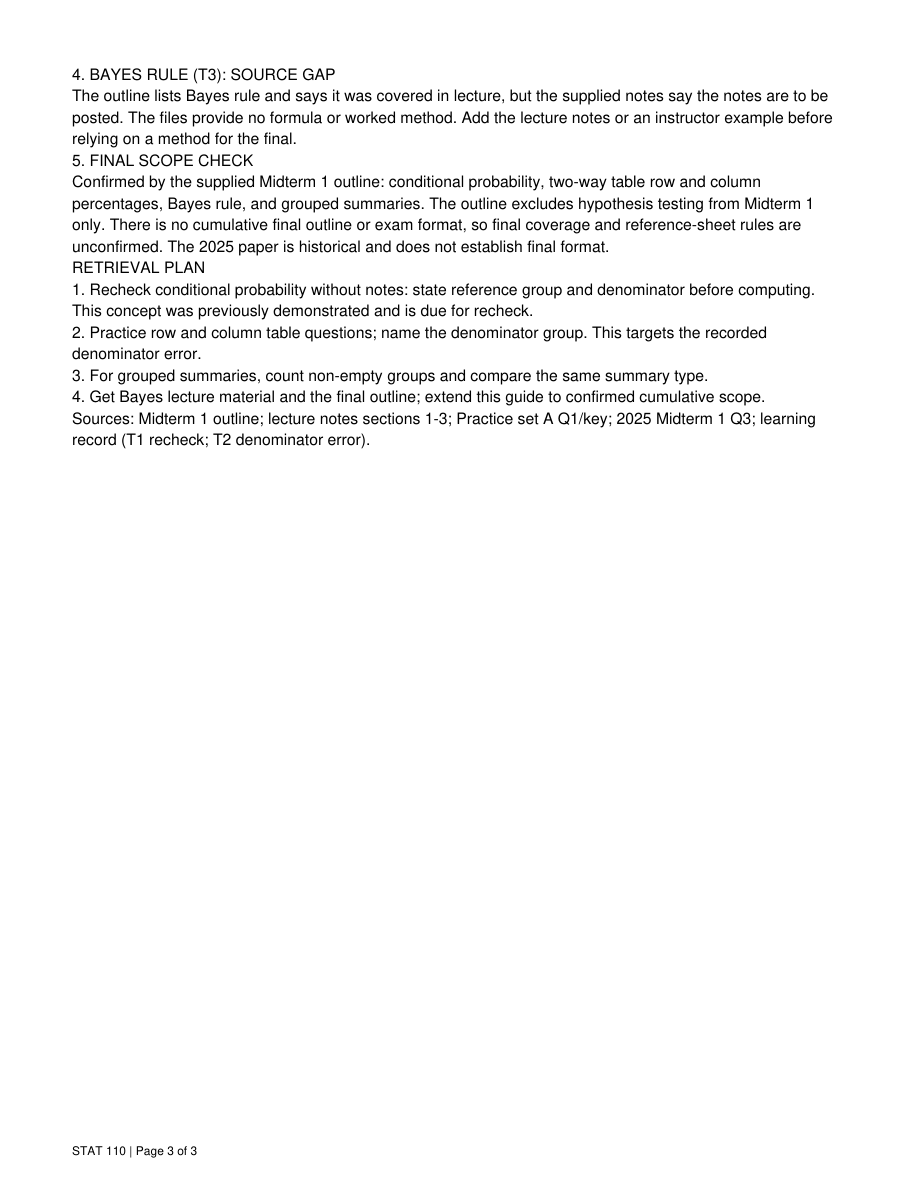 4. BAYES RULE (T3): SOURCE GAP
The outline lists Bayes rule and says it was covered in lecture, but the supplied notes say the notes are to be
posted. The files provide no formula or worked method. Add the lecture notes or an instructor example before
relying on a method for the final.
5. FINAL SCOPE CHECK
Confirmed by the supplied Midterm 1 outline: conditional probability, two-way table row and column
percentages, Bayes rule, and grouped summaries. The outline excludes hypothesis testing from Midterm 1
only. There is no cumulative final outline or exam format, so final coverage and reference-sheet rules are
unconfirmed. The 2025 paper is historical and does not establish final format.
RETRIEVAL PLAN
1. Recheck conditional probability without notes: state reference group and denominator before computing.
This concept was previously demonstrated and is due for recheck.
2. Practice row and column table questions; name the denominator group. This targets the recorded
denominator error.
3. For grouped summaries, count non-empty groups and compare the same summary type.
4. Get Bayes lecture material and the final outline; extend this guide to confirmed cumulative scope.
Sources: Midterm 1 outline; lecture notes sections 1-3; Practice set A Q1/key; 2025 Midterm 1 Q3; learning
record (T1 recheck; T2 denominator error).
STAT 110 | Page 3 of 3